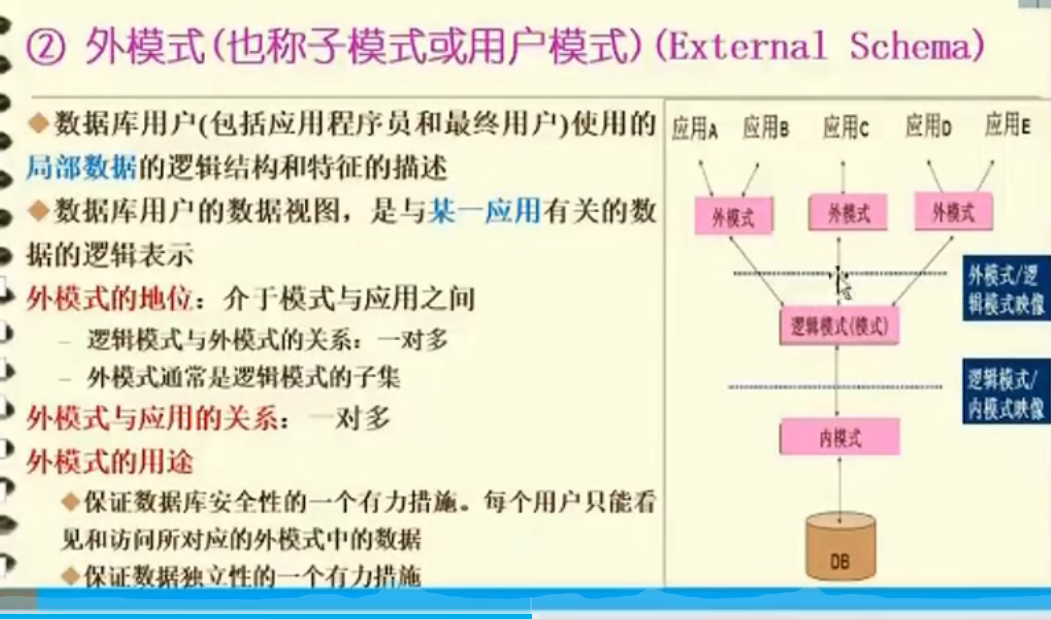 ② 外模式(也称子模式或用户模式)(External Schema)
◆数据库用户(包括应用程序员和最终用户)使用的
局部数据的逻辑结构和特征的描述
◆数据库用户的数据视图，是与某一应用有关的数
据的逻辑表示
外模式的地位：介于模式与应用之间
– 逻辑模式与外模式的关系：一对多
– 外模式通常是逻辑模式的子集
外模式与应用的关系：一对多
外模式的用途
◆保证数据库安全性的一个有力措施。每个用户只能看
见和访问所对应的外模式中的数据
◆保证数据独立性的一个有力措施
应用A 应用B 应用C 应用D 应用E
外模式 外模式 外模式
外模式/逻
辑模式映像
逻辑模式(模式)
逻辑模式/
内模式映像
内模式
DB